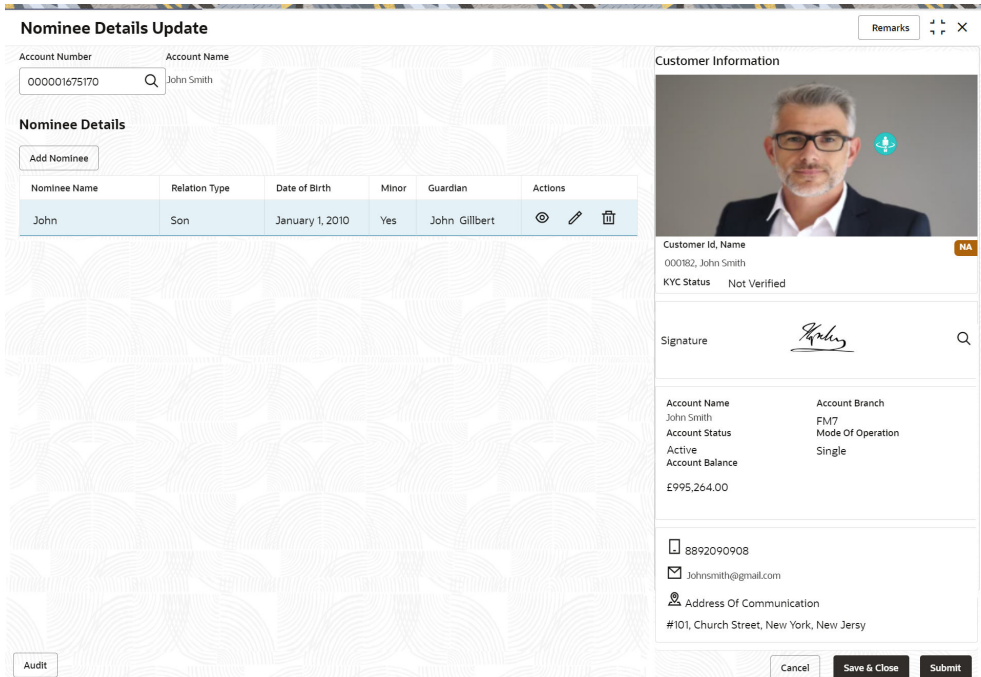 Nominee Details Update
Remarks
Account Number
Account Name
000001675170
John Smith
Nominee Details
Add Nominee
Nominee Name Relation Type Date of Birth Minor Guardian Actions
John Son January 1, 2010 Yes John Gillbert
Customer Information
Customer Id, Name
NA
000182, John Smith
KYC Status Not Verified
Signature
Account Name
John Smith
Account Branch
FM7
Account Status
Active
Mode Of Operation
Single
Account Balance
£995,264.00
8892090908
Johnsmith@gmail.com
Address Of Communication
#101, Church Street, New York, New Jersy
Audit
Cancel
Save & Close
Submit